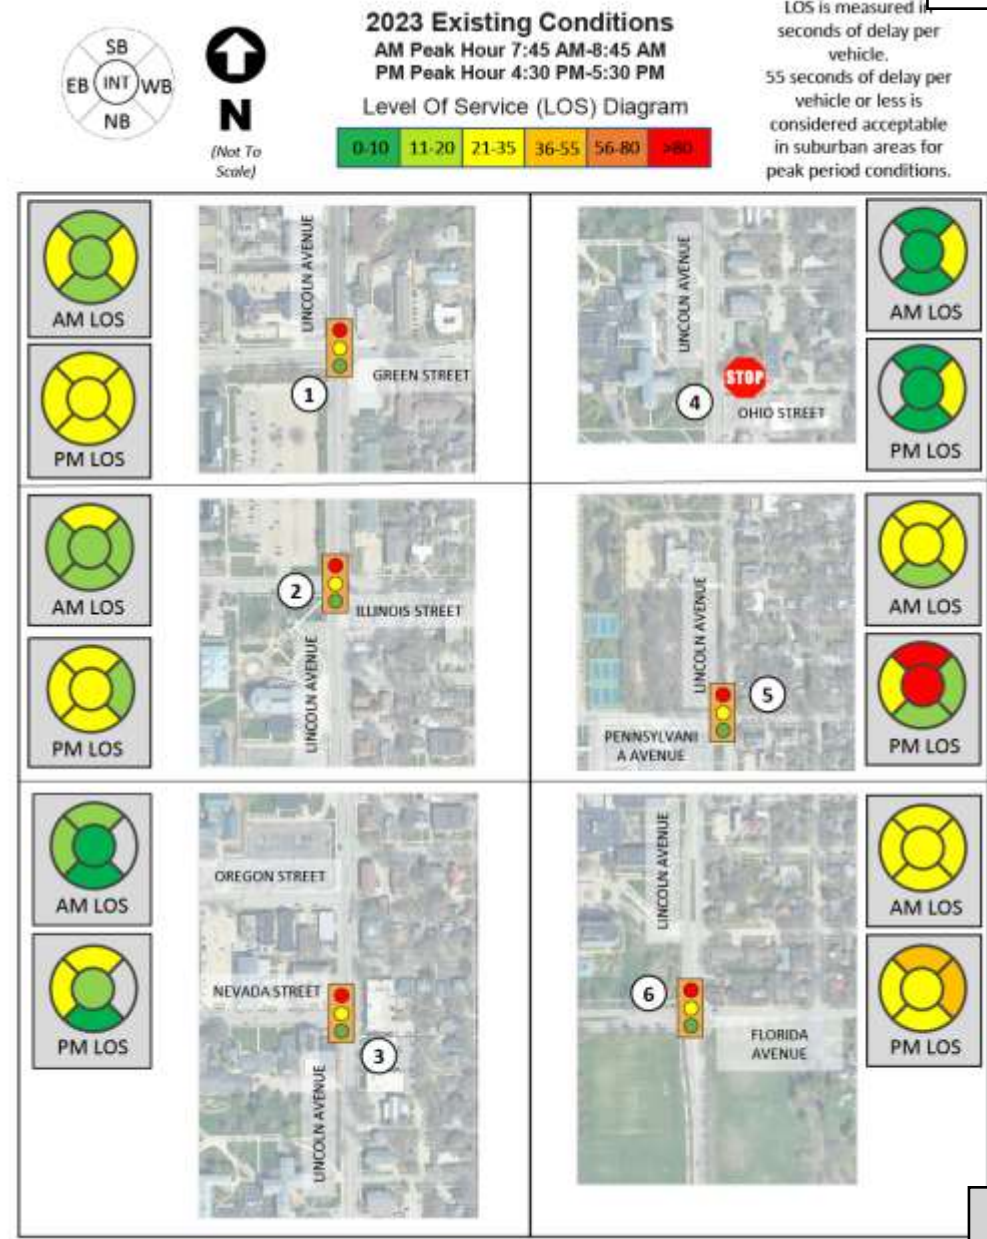 SB
EB INT WB
NB
N
(Not To
Scale)
2023 Existing Conditions
AM Peak Hour 7:45 AM-8:45 AM
PM Peak Hour 4:30 PM-5:30 PM
Level Of Service (LOS) Diagram
0-10 11-20 21-35 36-55 56-80 >80
LOS is measured in
seconds of delay per
vehicle.
55 seconds of delay per
vehicle or less is
considered acceptable
in suburban areas for
peak period conditions.
AM LOS
PM LOS
LINCOLN AVENUE
GREEN STREET
1
LINCOLN AVENUE
STOP
4
OHIO STREET
AM LOS
PM LOS
AM LOS
PM LOS
2
ILLINOIS STREET
LINCOLN AVENUE
LINCOLN AVENUE
5
PENNSYLVANI
A AVENUE
AM LOS
PM LOS
AM LOS
PM LOS
OREGON STREET
NEVADA STREET
3
LINCOLN AVENUE
LINCOLN AVENUE
6
FLORIDA
AVENUE
AM LOS
PM LOS